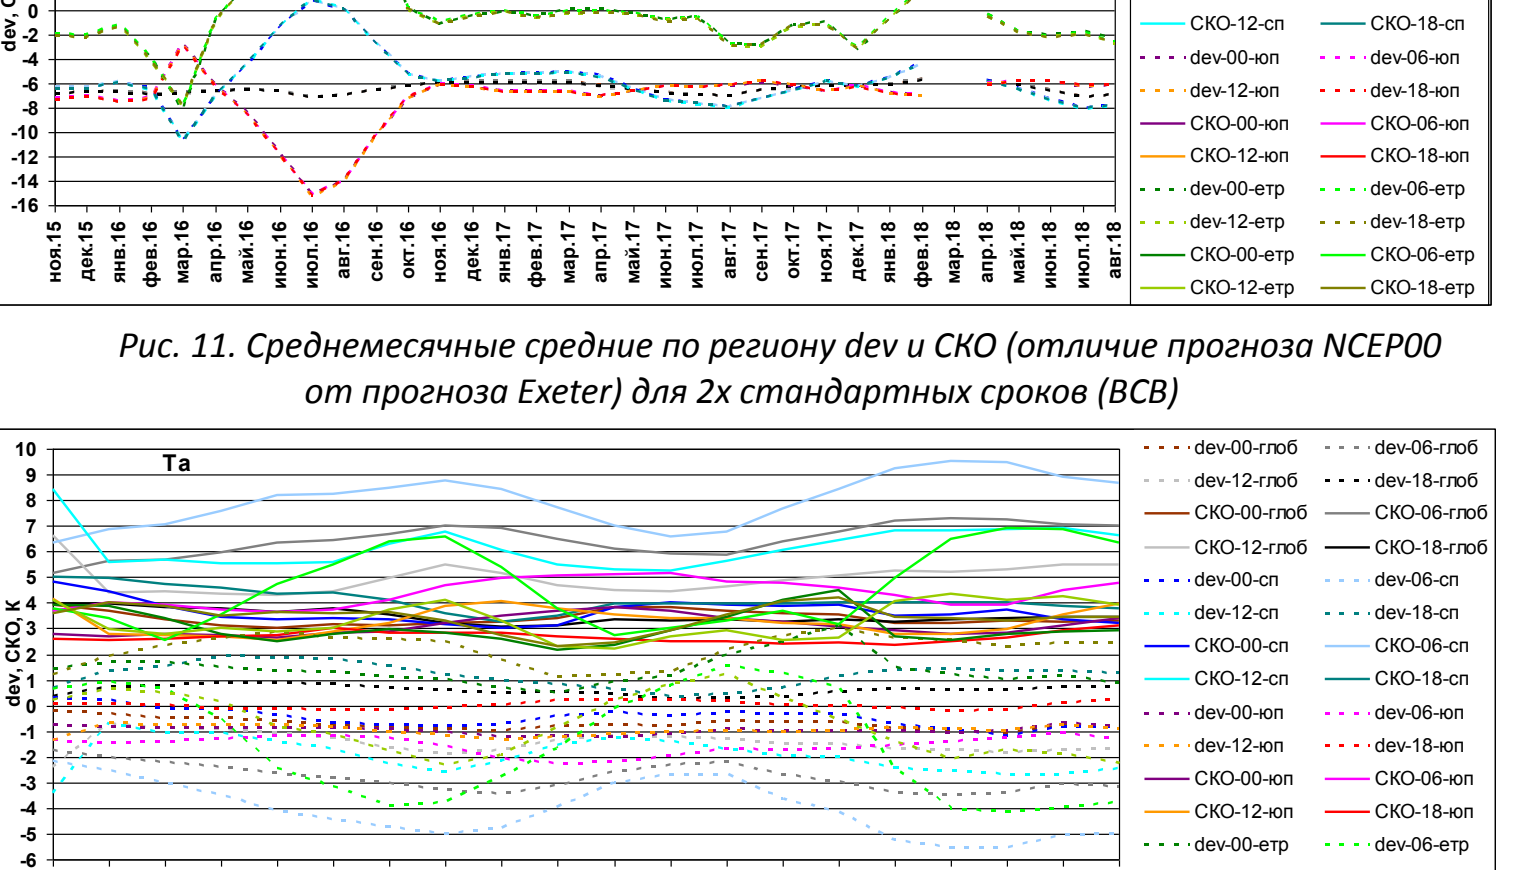 dev, С
0
-2
-4
-6
-8
-10
-12
-14
-16
ноя.15 дек.15 янв.16 фев.16 мар.16 апр.16 май.16 июн.16 июл.16 авг.16 сен.16 окт.16 ноя.16 дек.16 янв.17 фев.17 мар.17 апр.17 май.17 июн.17 июл.17 авг.17 сен.17 окт.17 ноя.17 дек.17 янв.18 фев.18 мар.18 апр.18 май.18 июн.18 июл.18 авг.18
СКО-12-сп СКО-18-сп
dev-00-юп dev-06-юп
dev-12-юп dev-18-юп
СКО-00-юп СКО-06-юп
СКО-12-юп СКО-18-юп
dev-00-етр dev-06-етр
dev-12-етр dev-18-етр
СКО-00-етр СКО-06-етр
СКО-12-етр СКО-18-етр
Рис. 11. Среднемесячные средние по региону dev и СКО (отличие прогноза NCEP00
от прогноза Exeter) для 2х стандартных сроков (ВСВ)
Ta
dev, СКО, К
10
9
8
7
6
5
4
3
2
1
0
-1
-2
-3
-4
-5
-6
dev-00-глоб dev-06-глоб
dev-12-глоб dev-18-глоб
СКО-00-глоб СКО-06-глоб
СКО-12-глоб СКО-18-глоб
dev-00-сп dev-06-сп
dev-12-сп dev-18-сп
СКО-00-сп СКО-06-сп
СКО-12-сп СКО-18-сп
dev-00-юп dev-06-юп
dev-12-юп dev-18-юп
СКО-00-юп СКО-06-юп
СКО-12-юп СКО-18-юп
dev-00-етр dev-06-етр